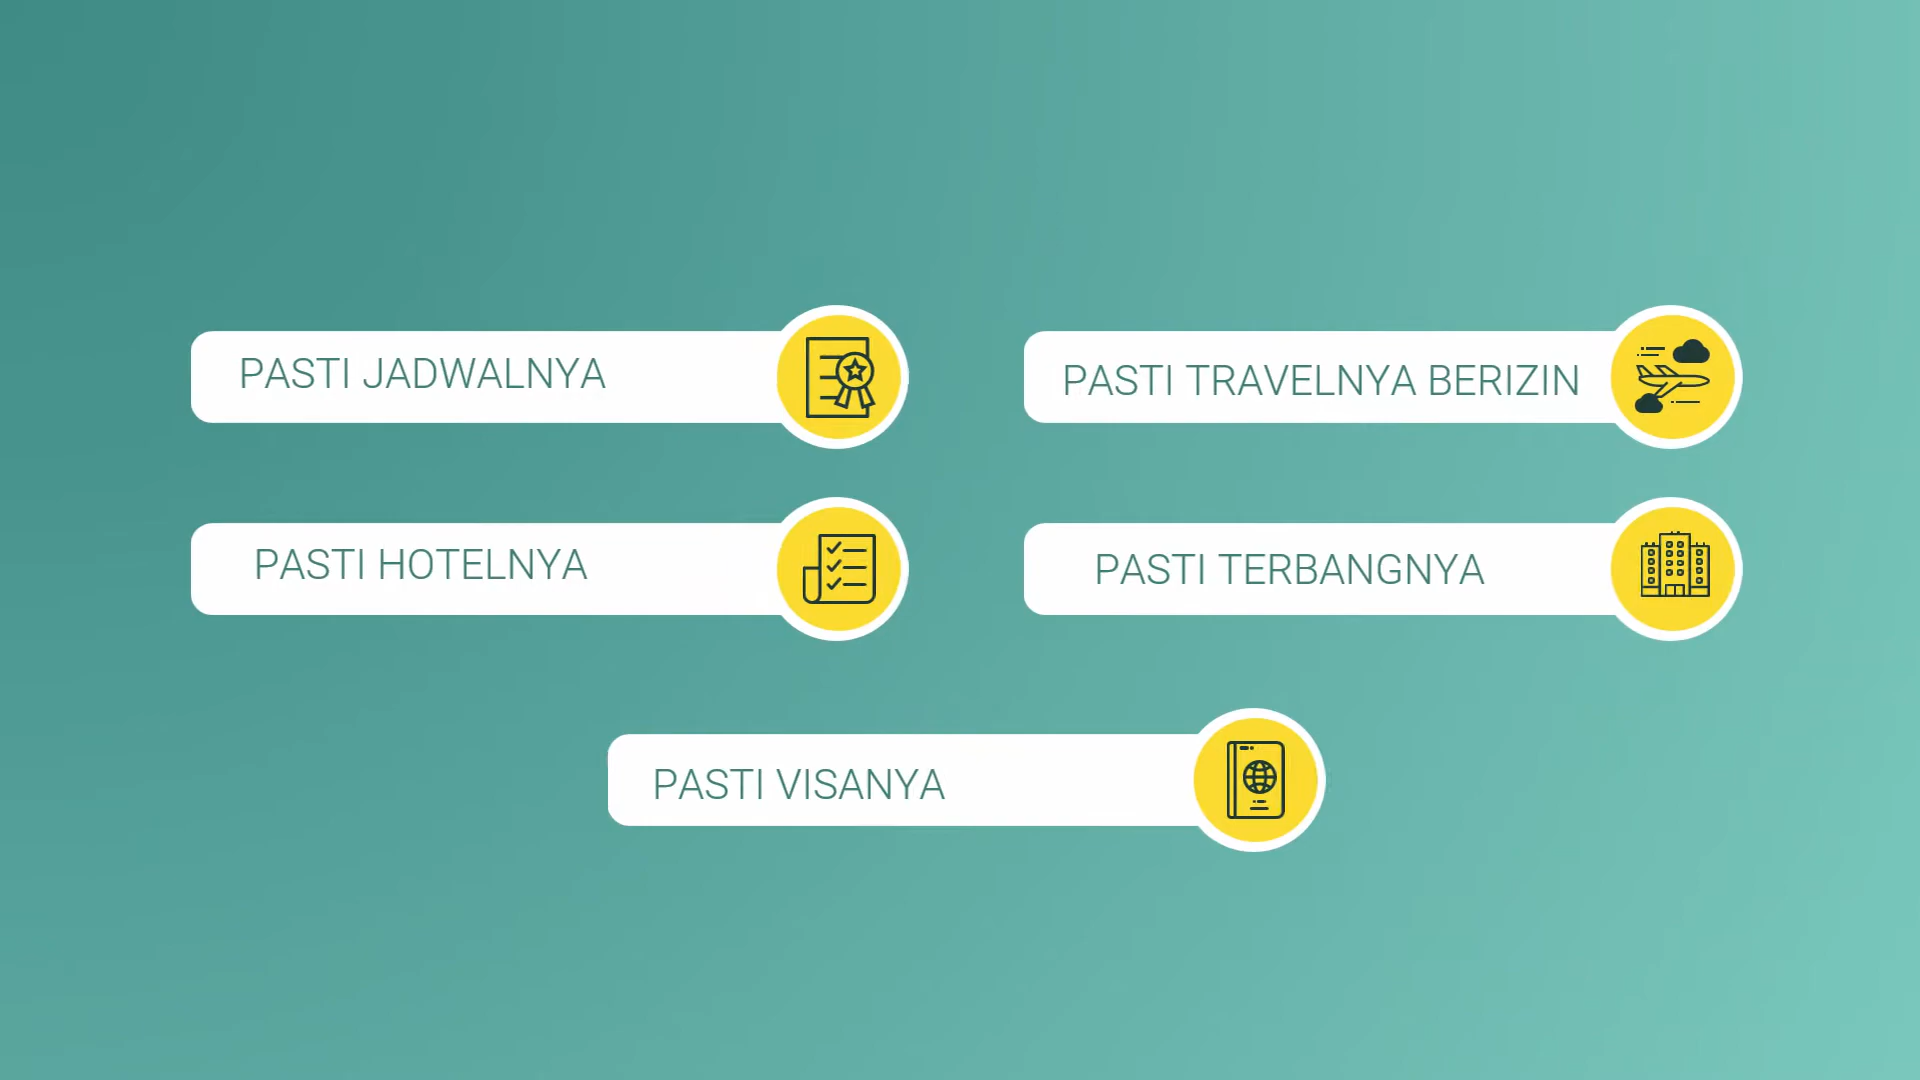 PASTI JADWALNYA
PASTI TRAVELNYA BERIZIN
PASTI HOTELNYA
PASTI TERBANGNYA
PASTI VISANYA